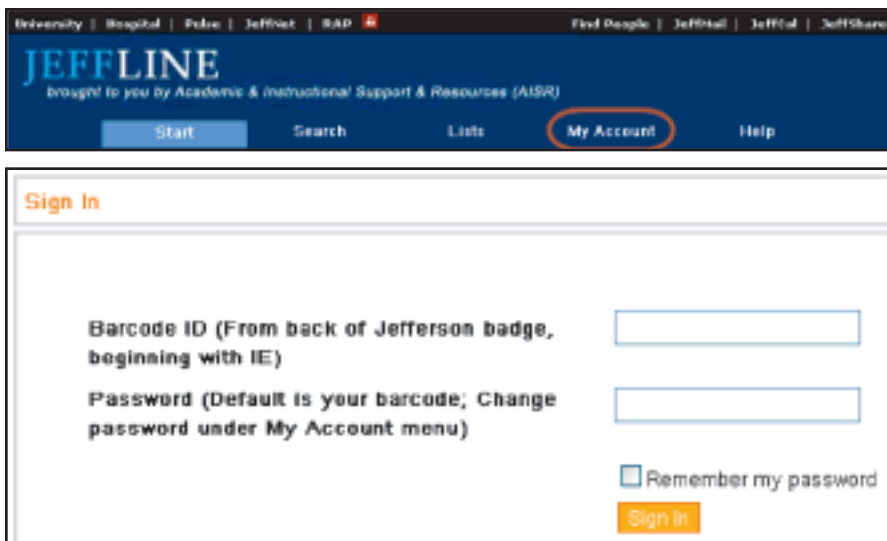 University | Hospital | Pulse | JeffNet | RAP
Find People | JeffMail | JeffCal | JeffShare
JEFFLINE
brought to you by Academic & Instructional Support & Resources (AISR)
Start Search Lists My Account Help
Sign In
Barcode ID (From back of Jefferson badge,
beginning with IE)
Password (Default is your barcode; Change
password under My Account menu)
Remember my password
Sign In